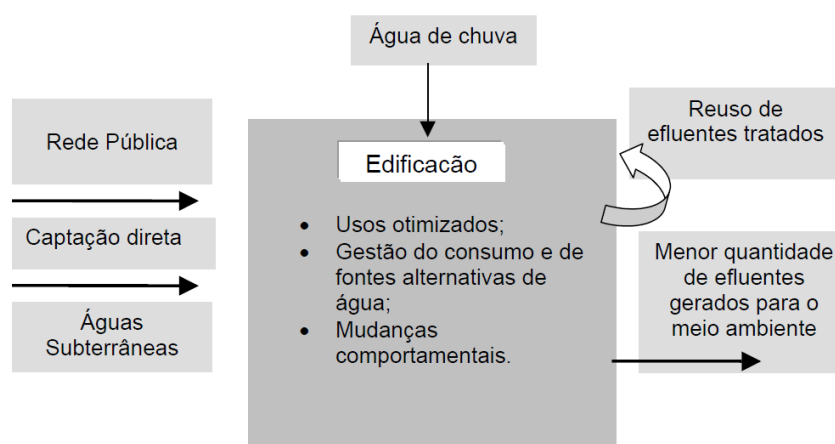 Água de chuva
Rede Pública
Captação direta
Águas
Subterrâneas
Edificacão
• Usos otimizados;
• Gestão do consumo e de
fontes alternativas de
água;
• Mudanças
comportamentais.
Reuso de
efluentes tratados
Menor quantidade
de efluentes
gerados para o
meio ambiente